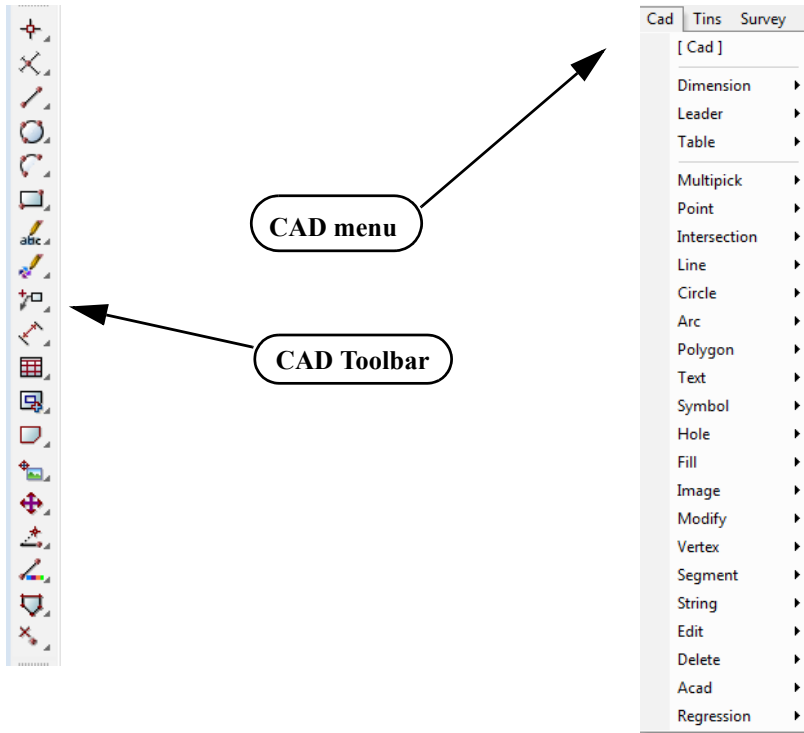 Cad Tins Survey
[ Cad ]
Dimension
Leader
Table
Multipick
Point
Intersection
Line
Circle
Arc
Polygon
Text
Symbol
Hole
Fill
Image
Modify
Vertex
Segment
String
Edit
Delete
Acad
Regression
CAD menu
CAD Toolbar
abc